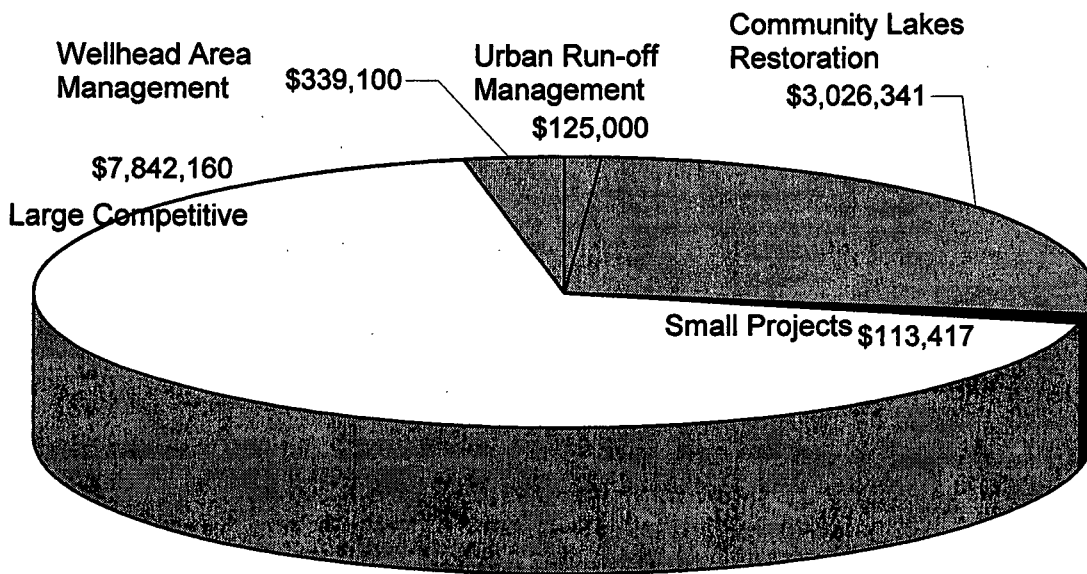 Wellhead Area
Management
$339,100
Urban Run-off
Management
$125,000
Community Lakes
Restoration
$3,026,341
$7,842,160
Large Competitive
Small Projects $113,417